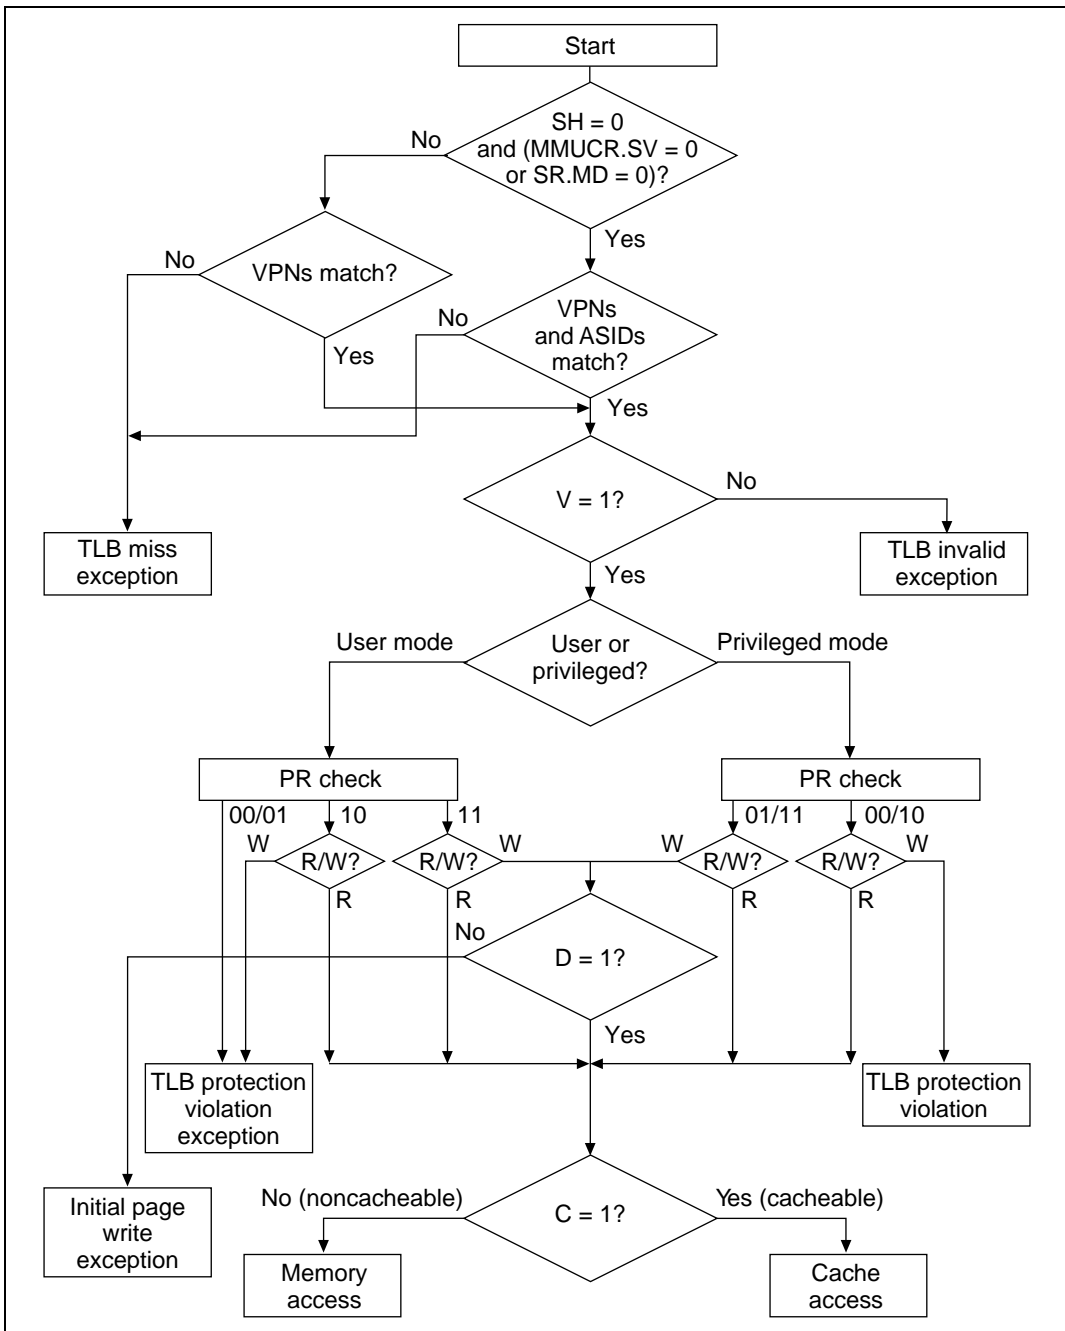 Start
SH = 0
and (MMUCR.SV = 0
or SR.MD = 0)?
No
Yes
VPNs match?
No
Yes
VPNs
and ASIDs
match?
No
Yes
V = 1?
No
Yes
TLB miss
exception
TLB invalid
exception
User or
privileged?
User mode
Privileged mode
PR check
PR check
00/01
10
11
01/11
00/10
W
R/W?
R/W?
W
W
R/W?
R/W?
W
R
R
R
R
No
D = 1?
Yes
TLB protection
violation
exception
TLB protection
violation
Initial page
write
exception
No (noncacheable)
C = 1?
Yes (cacheable)
Memory
access
Cache
access